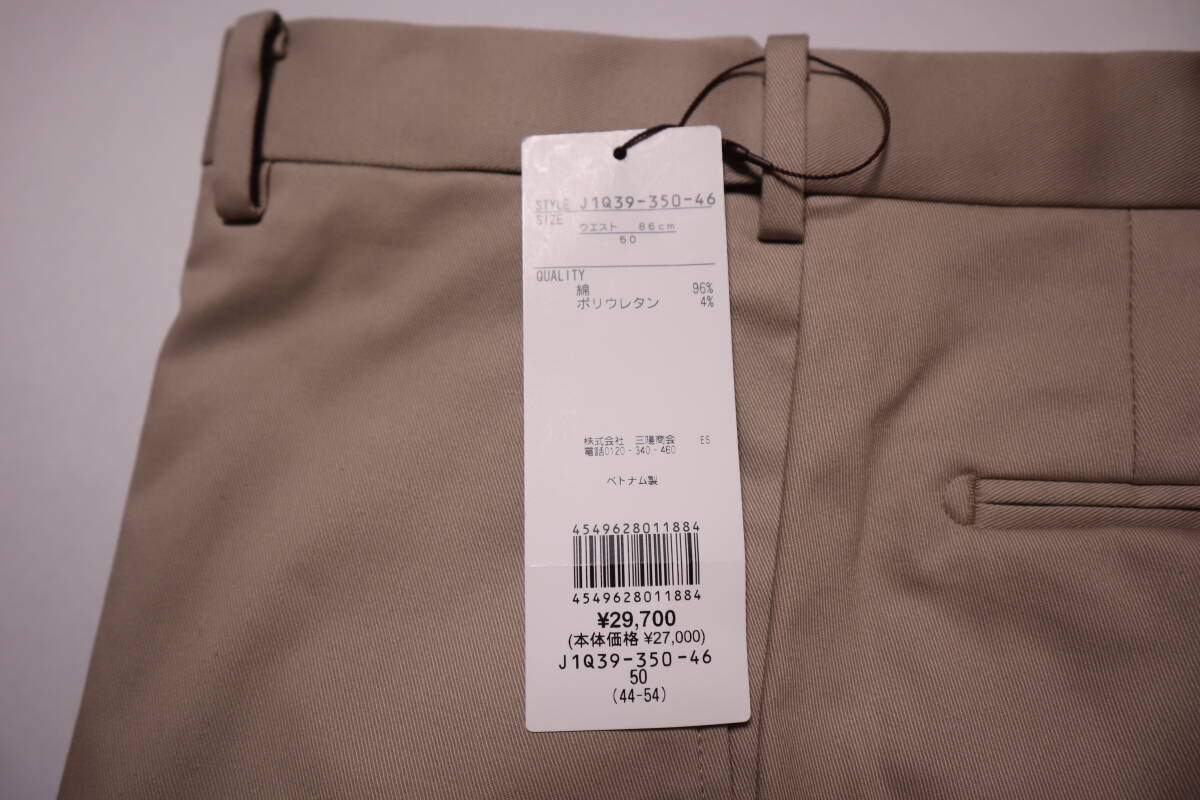 STYLE J1Q39-350-46
SIZE
ウエスト 86cm
50
QUALITY
綿 96%
ポリウレタン 4%
株式会社 三陽商会 ES
電話0120-340-460
ベトナム製
4549628011884
4549628011884
¥29,700
(本体価格 ¥27,000)
J1Q39-350-46
50
(44-54)